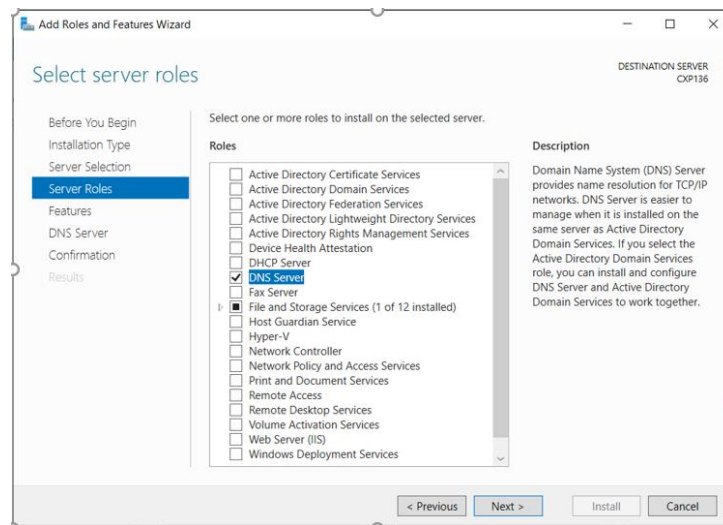 Add Roles and Features Wizard
Select server roles
DESTINATION SERVER
CXP136
Before You Begin
Installation Type
Server Selection
Server Roles
Features
DNS Server
Confirmation
Results
Select one or more roles to install on the selected server.
Roles
Active Directory Certificate Services
Active Directory Domain Services
Active Directory Federation Services
Active Directory Lightweight Directory Services
Active Directory Rights Management Services
Device Health Attestation
DHCP Server
DNS Server
Fax Server
File and Storage Services (1 of 12 installed)
Host Guardian Service
Hyper-V
Network Controller
Network Policy and Access Services
Print and Document Services
Remote Access
Remote Desktop Services
Volume Activation Services
Web Server (IIS)
Windows Deployment Services
Description
Domain Name System (DNS) Server
provides name resolution for TCP/IP
networks. DNS Server is easier to
manage when it is installed on the
same server as Active Directory
Domain Services. If you select the
Active Directory Domain Services
role, you can install and configure
DNS Server and Active Directory
Domain Services to work together.
< Previous
Next >
Install
Cancel